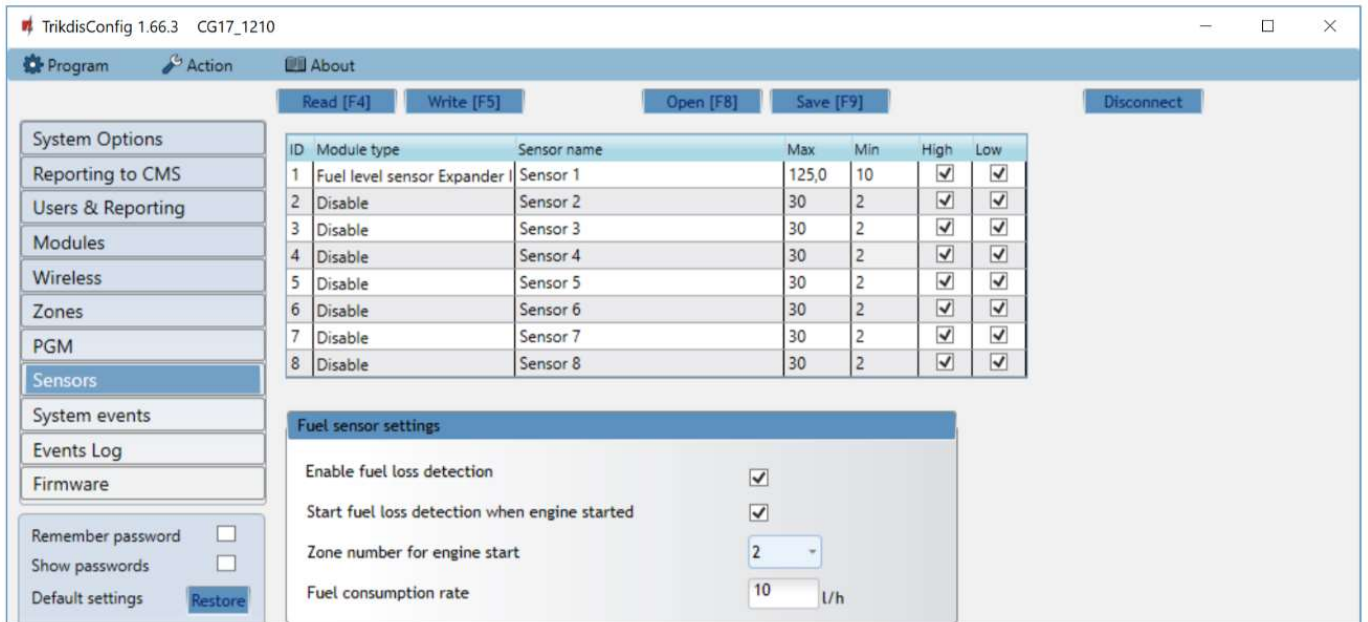 TrikdisConfig 1.66.3 CG17_1210
Program Action About
Read [F4] Write [F5] Open [F8] Save [F9] Disconnect
System Options
Reporting to CMS
Users & Reporting
Modules
Wireless
Zones
PGM
Sensors
System events
Events Log
Firmware
Remember password
Show passwords
Default settings Restore
ID Module type Sensor name Max Min High Low
1 Fuel level sensor Expander I Sensor 1 125,0 10
2 Disable Sensor 2 30 2
3 Disable Sensor 3 30 2
4 Disable Sensor 4 30 2
5 Disable Sensor 5 30 2
6 Disable Sensor 6 30 2
7 Disable Sensor 7 30 2
8 Disable Sensor 8 30 2
Fuel sensor settings
Enable fuel loss detection
Start fuel loss detection when engine started
Zone number for engine start 2
Fuel consumption rate 10 l/h